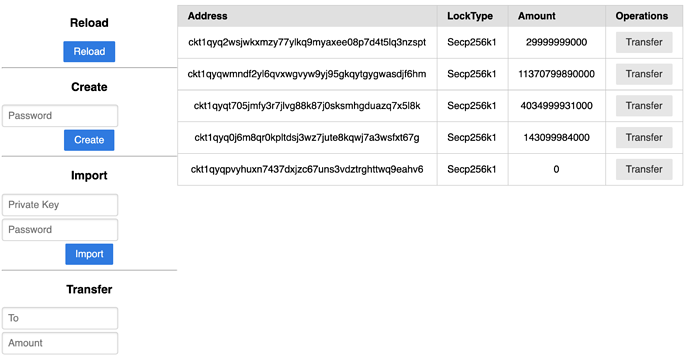 Reload
Reload
Create
Password
Create
Import
Private Key
Password
Import
Transfer
To
Amount
Address LockType Amount Operations
ckt1qyq2wsjwkxmzy77ylkq9myaxee08p7d4t5lq3nzspt Secp256k1 29999999000 Transfer
ckt1qyqwmndf2yl6qvxwgvyw9yj95gkqytgygwasdjf6hm Secp256k1 11370799890000 Transfer
ckt1qyqt705jmfy3r7jlvg88k87j0sksmhgduazq7x5l8k Secp256k1 4034999931000 Transfer
ckt1qyq0j6m8qr0kpltdsj3wz7jute8kqwj7a3wsfxt67g Secp256k1 143099984000 Transfer
ckt1qyqpvyhuxn7437dxjzc67uns3vdztrghttwq9eahv6 Secp256k1 0 Transfer